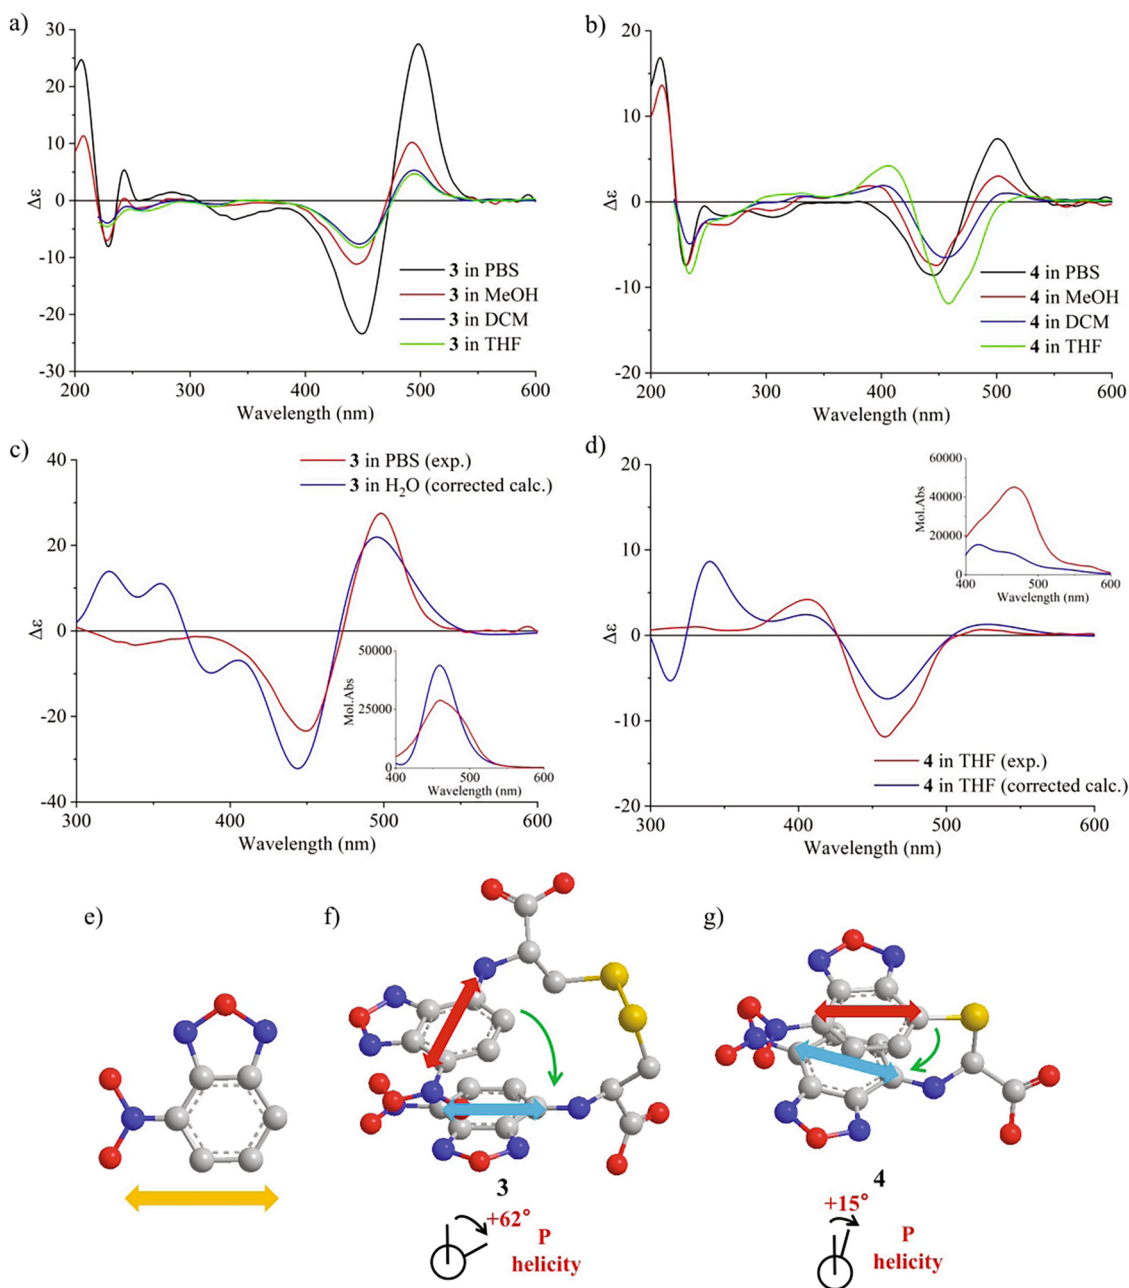 a)
30
20
10
0
-10
-20
-30
Δε
3 in PBS
3 in MeOH
3 in DCM
3 in THF
200
300
400
500
600
Wavelength (nm)
b)
20
10
0
-10
-20
Δε
4 in PBS
4 in MeOH
4 in DCM
4 in THF
200
300
400
500
600
Wavelength (nm)
c)
40
20
0
-20
-40
Δε
3 in PBS (exp.)
3 in H₂O (corrected calc.)
50000
25000
0
Mol.Abs
400
500
600
Wavelength (nm)
300
400
500
600
Wavelength (nm)
d)
20
10
0
-10
-20
Δε
60000
40000
20000
0
Mol.Abs
400
500
600
Wavelength (nm)
4 in THF (exp.)
4 in THF (corrected calc.)
300
400
500
600
Wavelength (nm)
e)
f)
3
+62°
P
helicity
g)
4
+15°
P
helicity